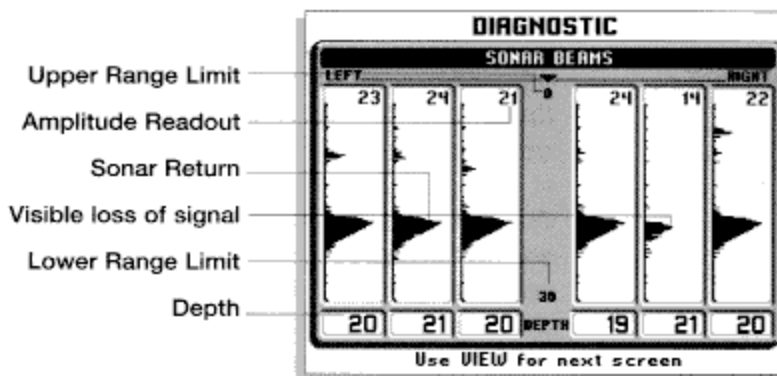 DIAGNOSTIC
SONAR BEAMS
LEFT
RIGHT
Upper Range Limit
0
23 24 21 24 14 22
Amplitude Readout
Sonar Return
Visible loss of signal
Lower Range Limit
30
Depth
20 21 20 DEPTH 19 21 20
Use VIEW for next screen